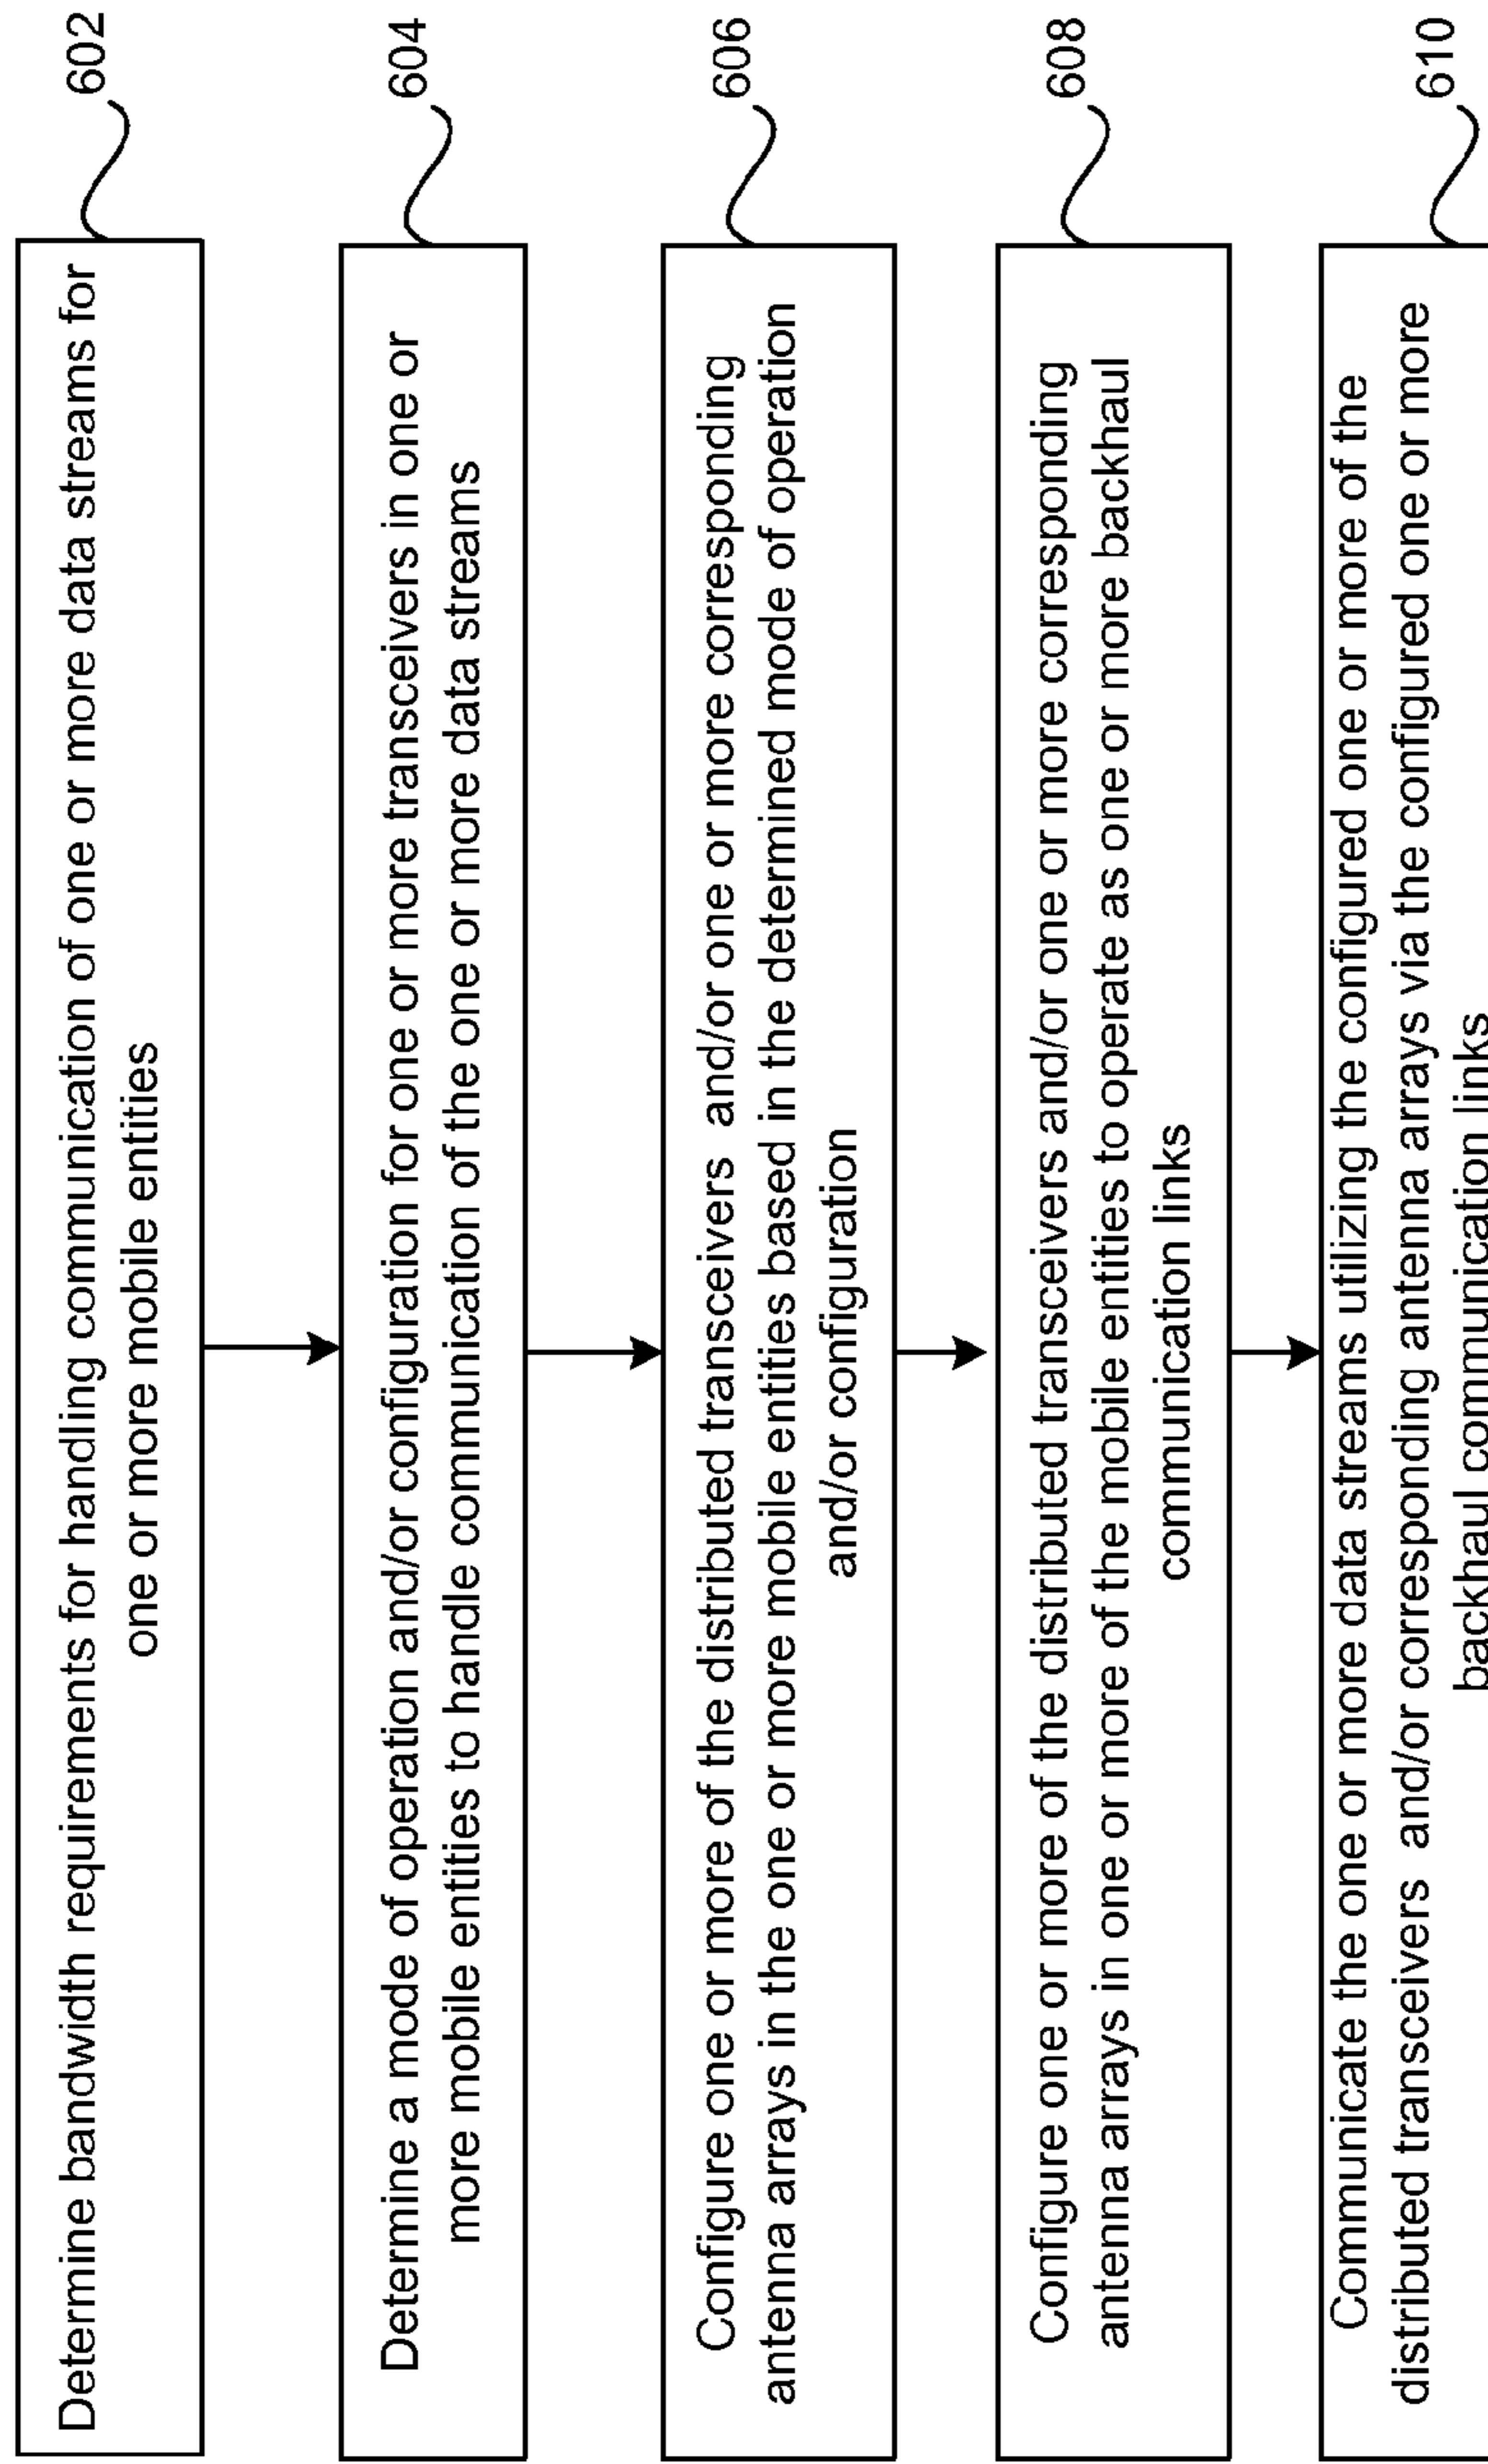 Determine bandwidth requirements for handling communication of one or more data streams for
one or more mobile entities
602
Determine a mode of operation and/or configuration for one or more transceivers in one or
more mobile entities to handle communication of the one or more data streams
604
Configure one or more of the distributed transceivers and/or one or more corresponding
antenna arrays in the one or more mobile entities based in the determined mode of operation
and/or configuration
606
Configure one or more of the distributed transceivers and/or one or more corresponding
antenna arrays in one or more of the mobile entities to operate as one or more backhaul
communication links
608
Communicate the one or more data streams utilizing the configured one or more of the
distributed transceivers and/or corresponding antenna arrays via the configured one or more
backhaul communication links
610